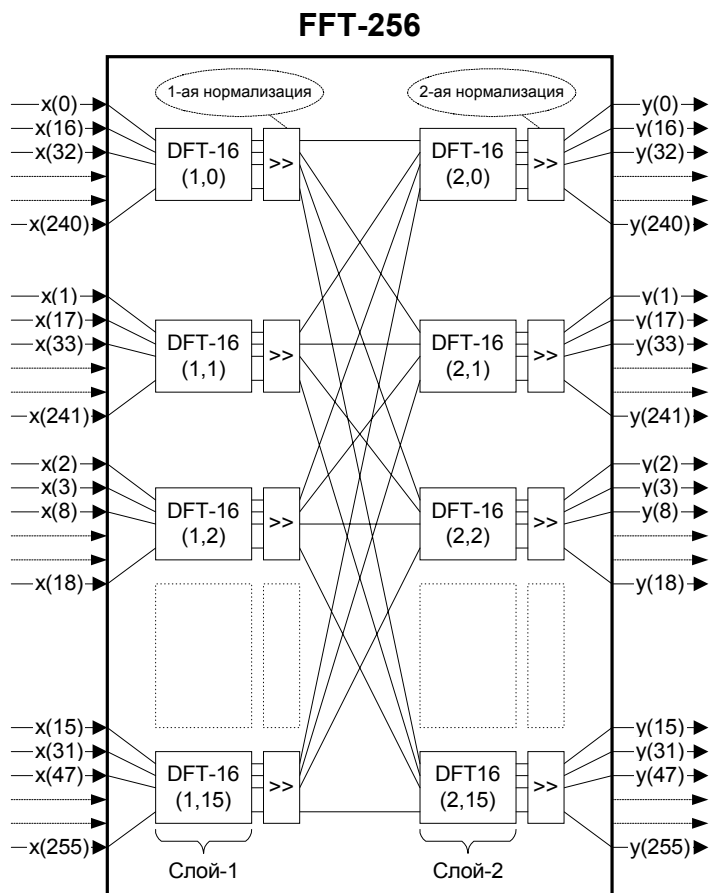 FFT-256
1-ая нормализация
2-ая нормализация
x(0)
x(16)
x(32)
x(240)
DFT-16
(1,0)
>>
DFT-16
(2,0)
>>
y(0)
y(16)
y(32)
y(240)
x(1)
x(17)
x(33)
x(241)
DFT-16
(1,1)
>>
DFT-16
(2,1)
>>
y(1)
y(17)
y(33)
y(241)
x(2)
x(3)
x(8)
x(18)
DFT-16
(1,2)
>>
DFT-16
(2,2)
>>
y(2)
y(3)
y(8)
y(18)
x(15)
x(31)
x(47)
x(255)
DFT-16
(1,15)
>>
DFT16
(2,15)
>>
y(15)
y(31)
y(47)
y(255)
Слой-1
Слой-2